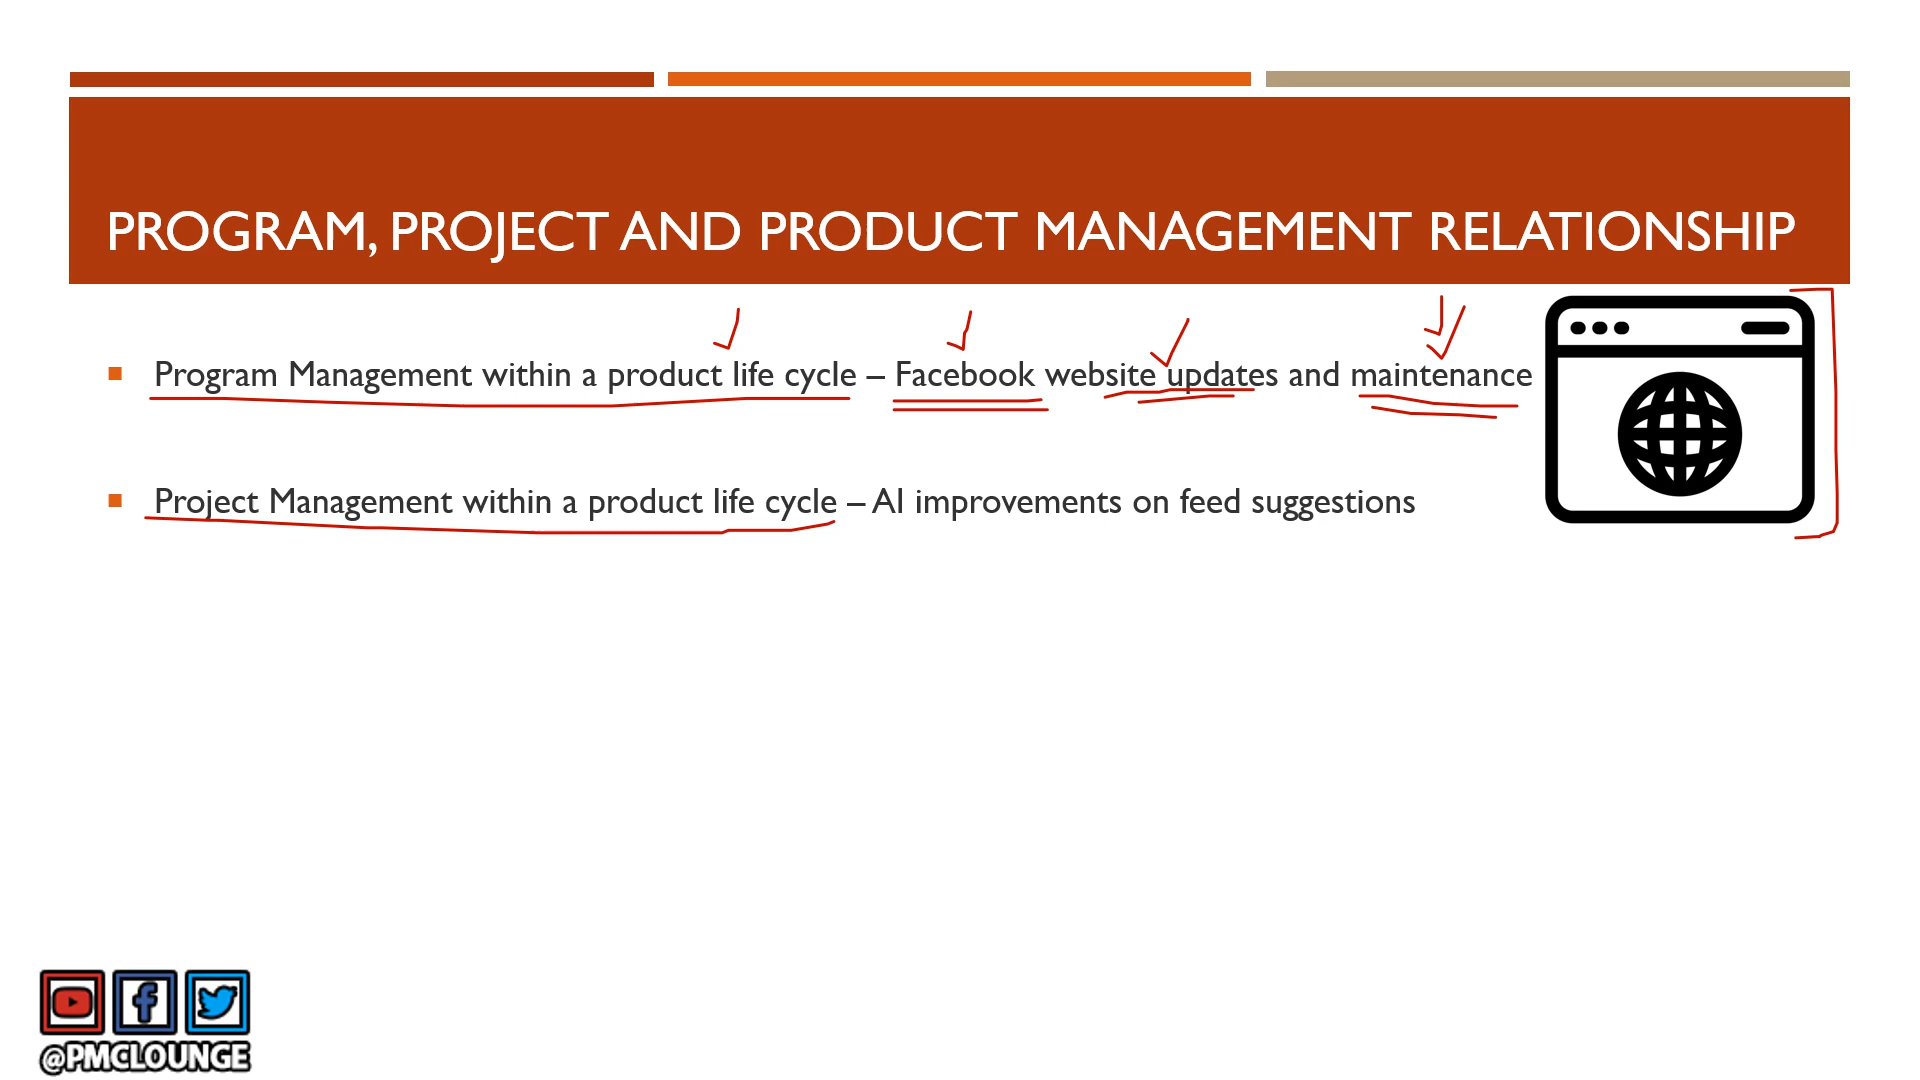 PROGRAM, PROJECT AND PRODUCT MANAGEMENT RELATIONSHIP
Program Management within a product life cycle – Facebook website updates and maintenance
Project Management within a product life cycle – AI improvements on feed suggestions
@PMCLOUNGE